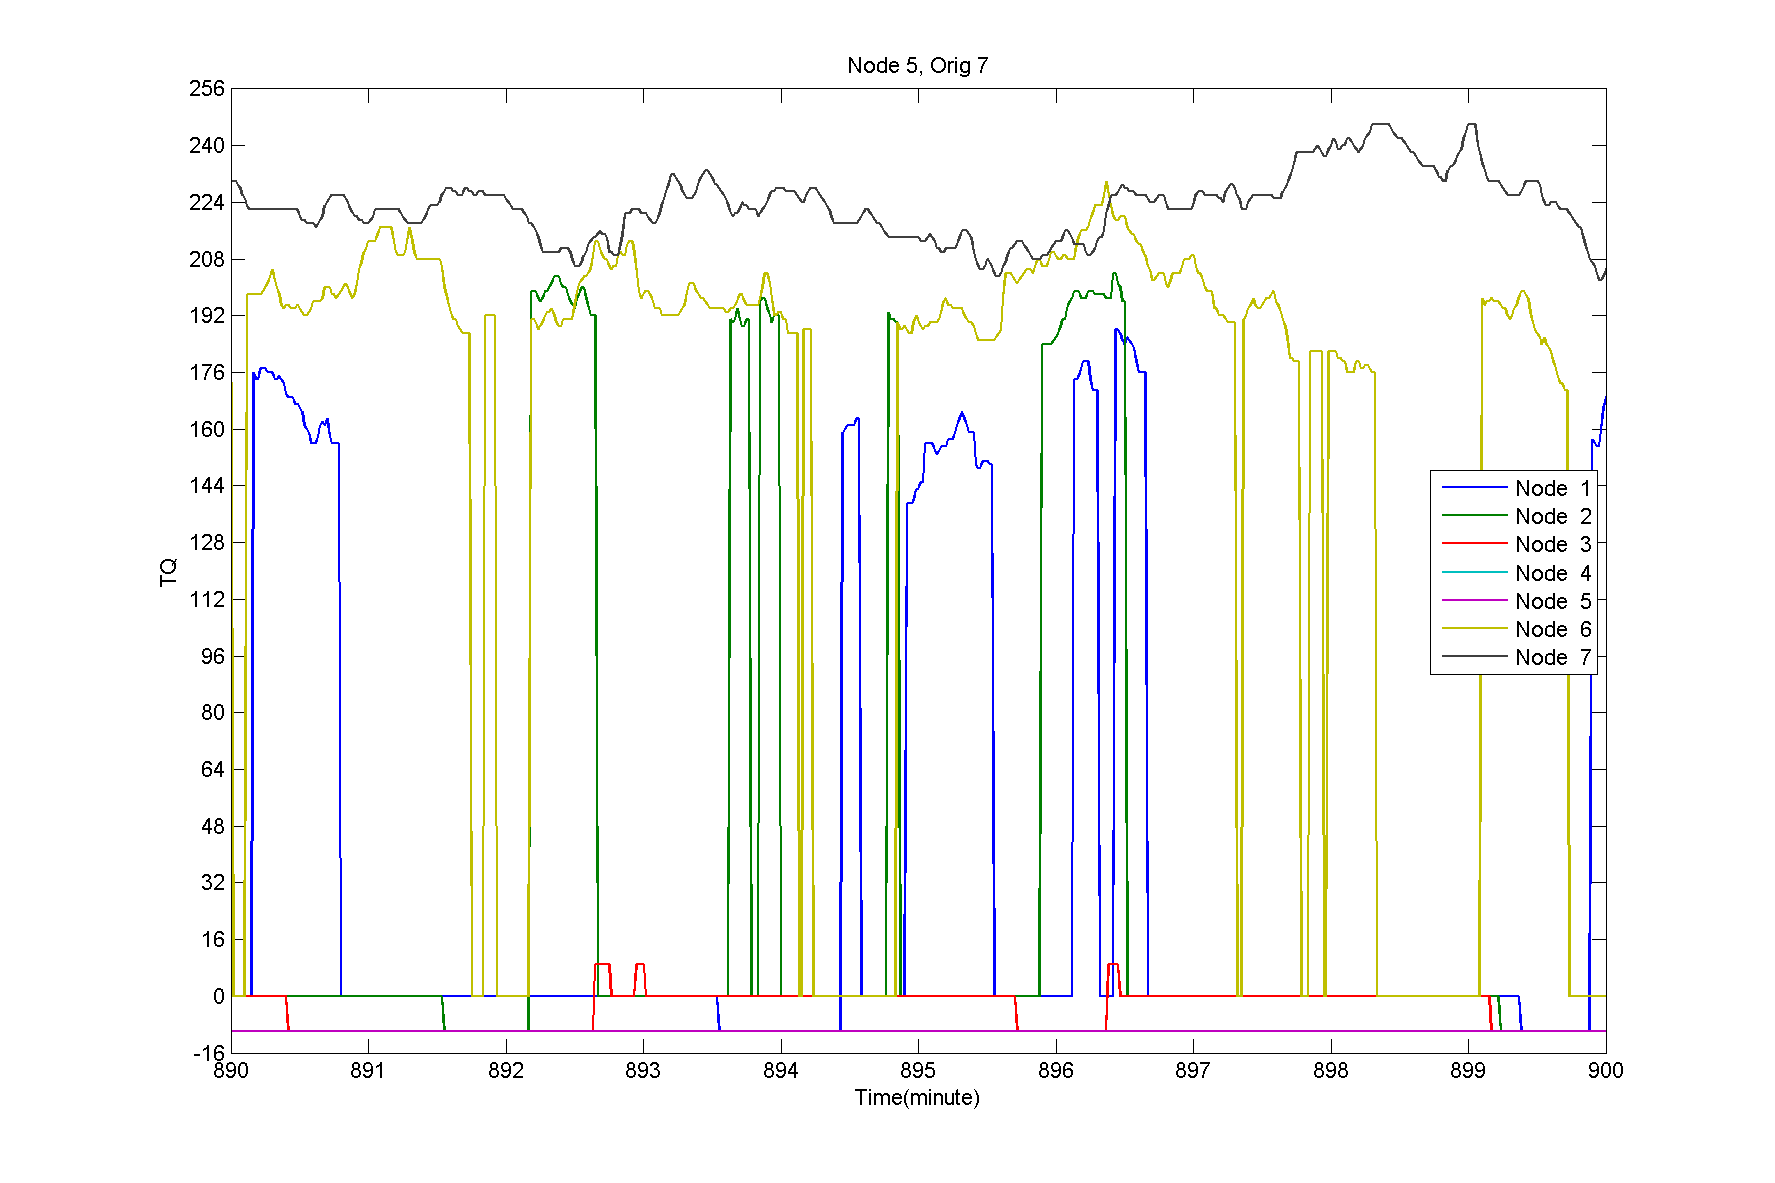 Node 5, Orig 7
256
240
224
208
192
176
160
144
128
112
96
80
64
48
32
16
0
-16
TQ
Node 1
Node 2
Node 3
Node 4
Node 5
Node 6
Node 7
890 891 892 893 894 895 896 897 898 899 900
Time(minute)